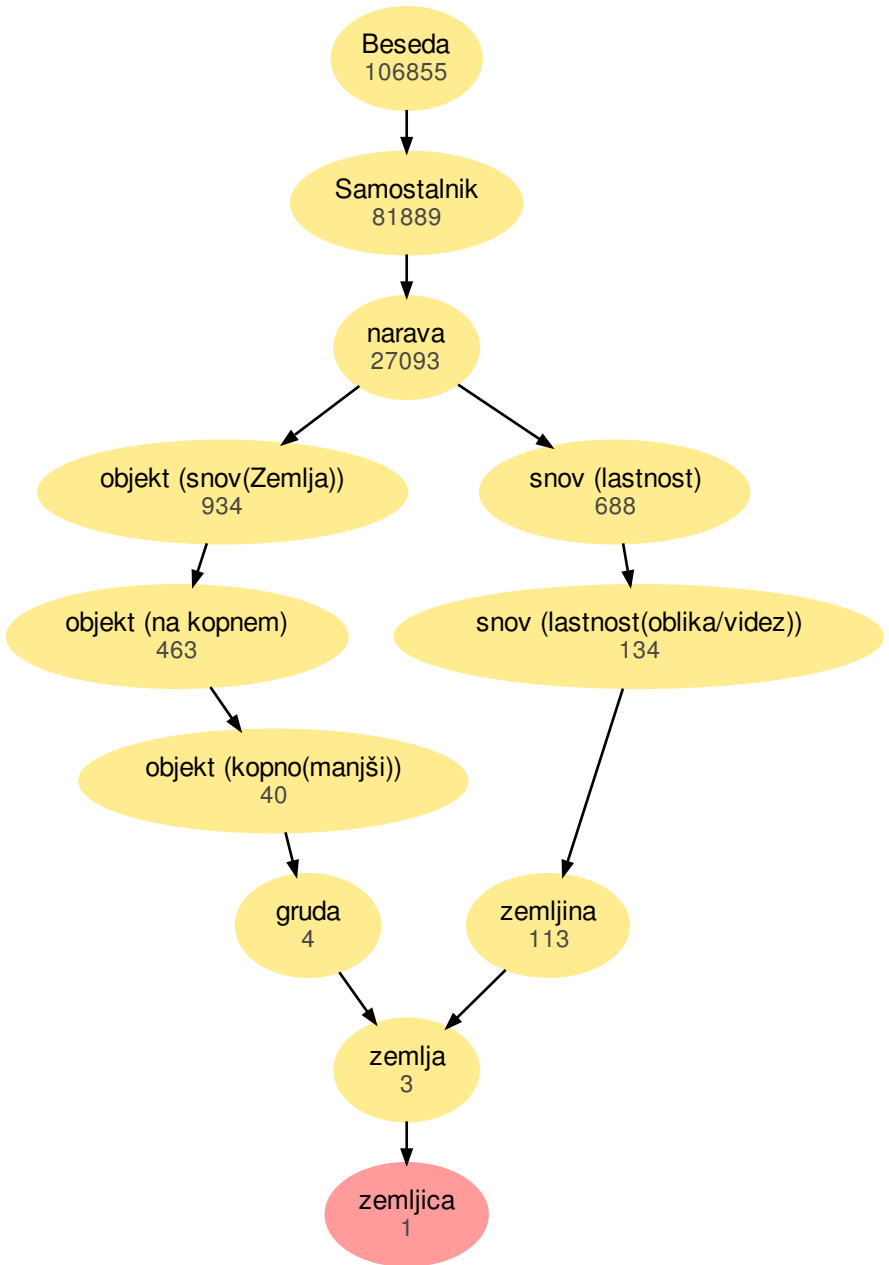 Beseda
106855
Samostalnik
81889
narava
27093
objekt (snov(Zemlja))
934
snov (lastnost)
688
objekt (na kopnem)
463
snov (lastnost(oblika/videz))
134
objekt (kopno(manjši))
40
gruda
4
zemljina
113
zemlja
3
zemljica
1